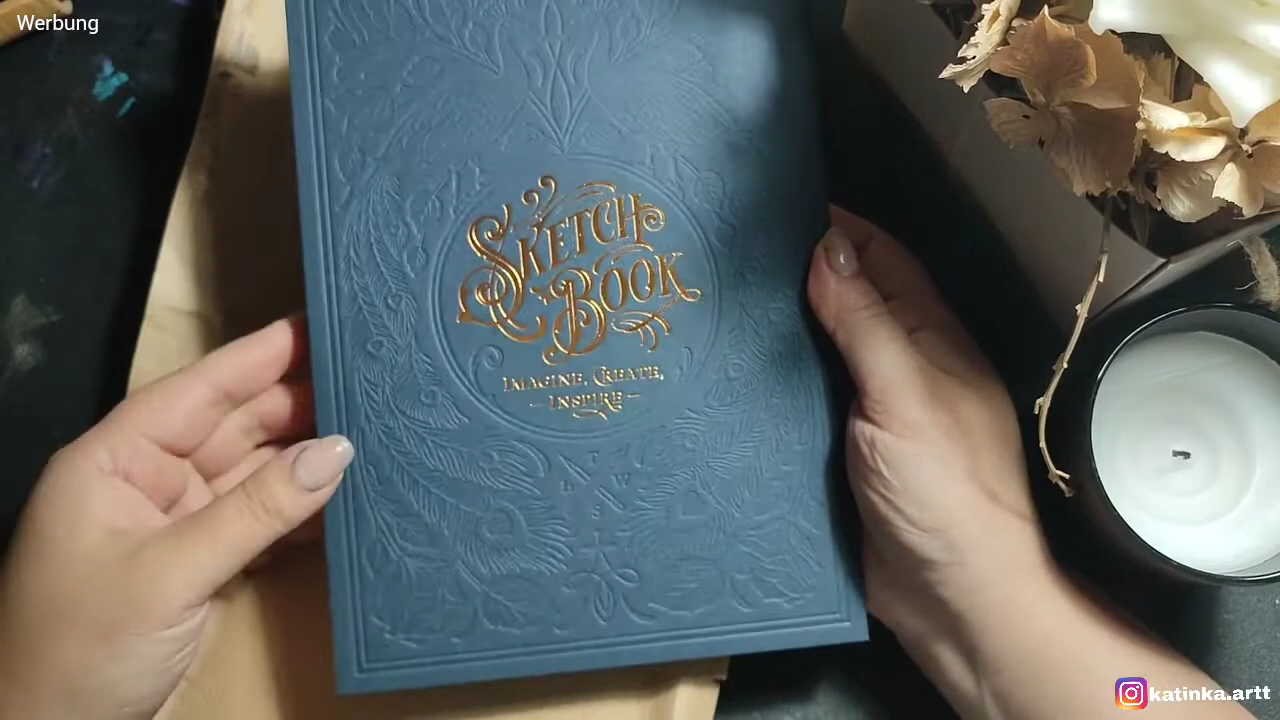 Werbung
SKETCH
BOOK
IMAGINE, CREATE,
– INSPIRE –
T
B W
S
katinka.artt